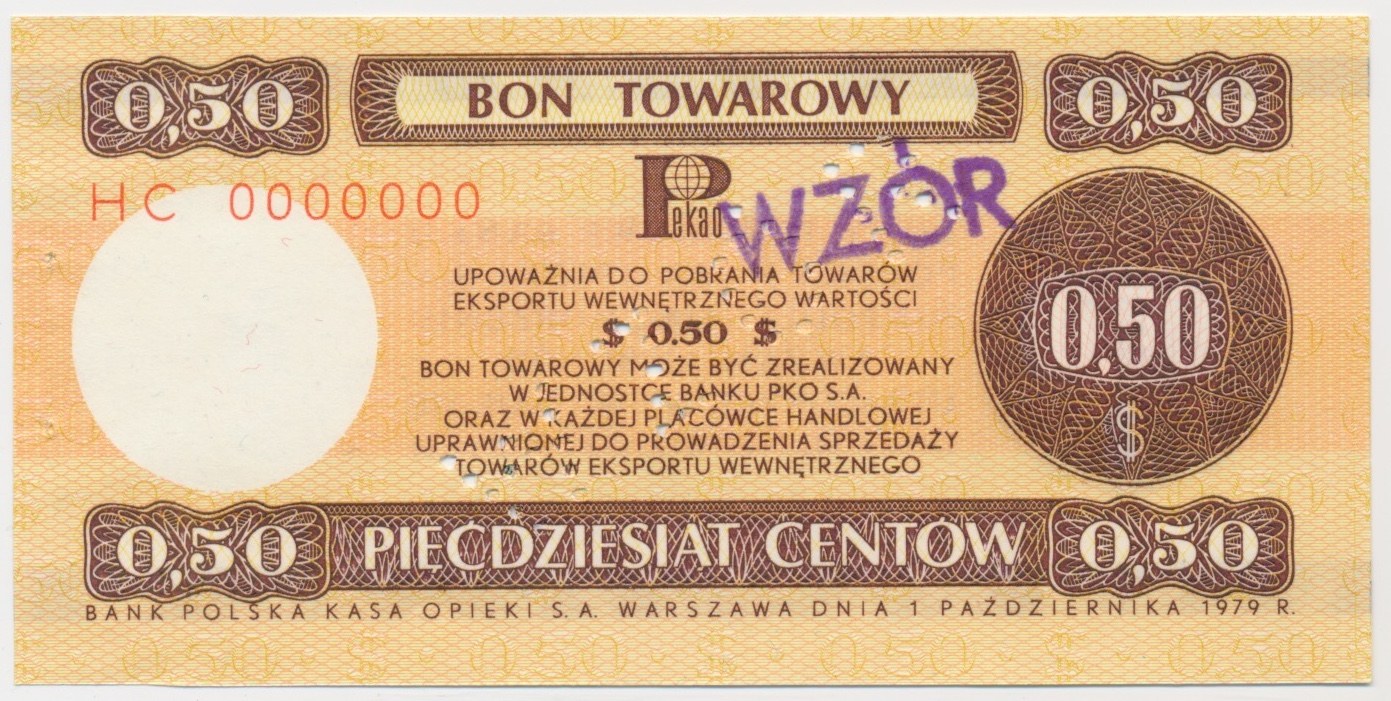 0,50 BON TOWAROWY 0,50
HC 0000000
Pekao
WZÓR
UPOWAŻNIA DO POBRANIA TOWARÓW
EKSPORTU WEWNĘTRZNEGO WARTOŚCI
$ 0.50 $
BON TOWAROWY MOŻE BYĆ ZREALIZOWANY
W JEDNOSTCE BANKU PKO S.A.
ORAZ W KAŻDEJ PLACÓWCE HANDLOWEJ
UPRAWNIONEJ DO PROWADZENIA SPRZEDAŻY
TOWARÓW EKSPORTU WEWNĘTRZNEGO
0,50
$
0,50 PIĘĆDZIESIĄT CENTÓW 0,50
BANK POLSKA KASA OPIEKI S.A. WARSZAWA DNIA 1 PAŹDZIERNIKA 1979 R.